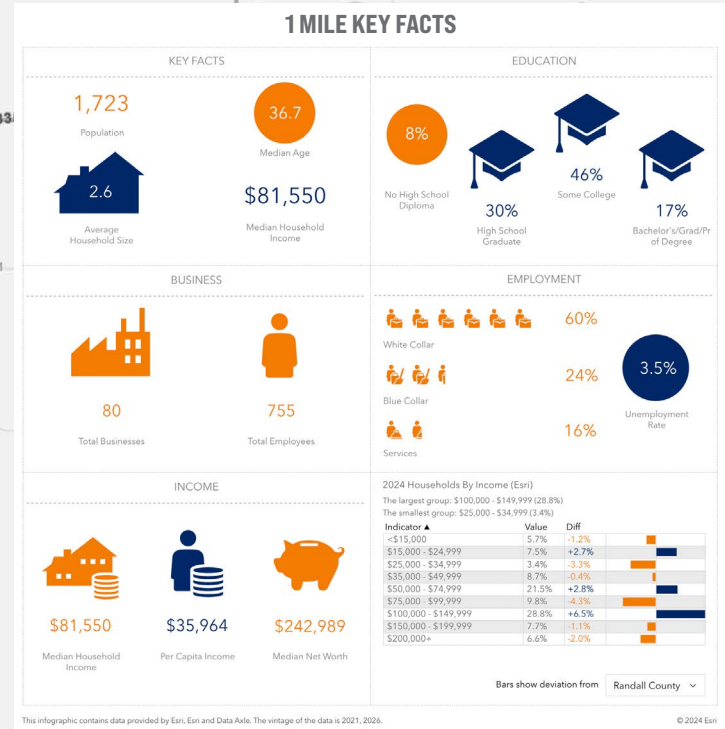 1 MILE KEY FACTS
KEY FACTS
1,723
Population
36.7
Median Age
2.6
Average
Household Size
$81,550
Median Household
Income
EDUCATION
8%
No High School
Diploma
30%
High School
Graduate
46%
Some College
17%
Bachelor's/Grad/Pr
of Degree
BUSINESS
80
Total Businesses
755
Total Employees
EMPLOYMENT
60%
White Collar
24%
Blue Collar
16%
Services
3.5%
Unemployment
Rate
INCOME
$81,550
Median Household
Income
$35,964
Per Capita Income
$242,989
Median Net Worth
2024 Households By Income (Esri)
The largest group: $100,000 - $149,999 (28.8%)
The smallest group: $25,000 - $34,999 (3.4%)
Indicator ▲ Value Diff
<$15,000 5.7% -1.2%
$15,000 - $24,999 7.5% +2.7%
$25,000 - $34,999 3.4% -3.3%
$35,000 - $49,999 8.7% -0.4%
$50,000 - $74,999 21.5% +2.8%
$75,000 - $99,999 9.8% -4.3%
$100,000 - $149,999 28.8% +6.5%
$150,000 - $199,999 7.7% -1.1%
$200,000+ 6.6% -2.0%
Bars show deviation from Randall County
This infographic contains data provided by Esri, Esri and Data Axle. The vintage of the data is 2021, 2026.
© 2024 Esri